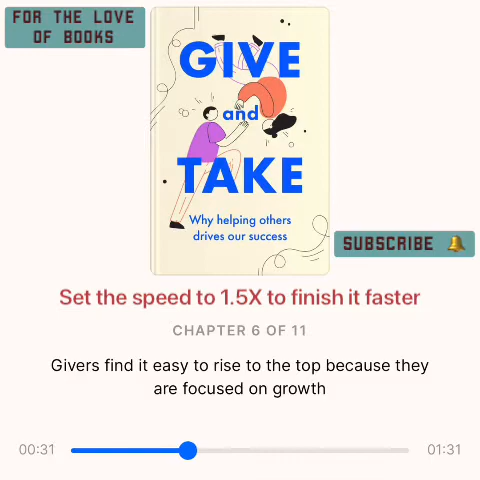 FOR THE LOVE
OF BOOKS
GIVE
and
TAKE
Why helping others
drives our success
SUBSCRIBE 🔔
Set the speed to 1.5X to finish it faster
CHAPTER 6 OF 11
Givers find it easy to rise to the top because they
are focused on growth
00:31
01:31